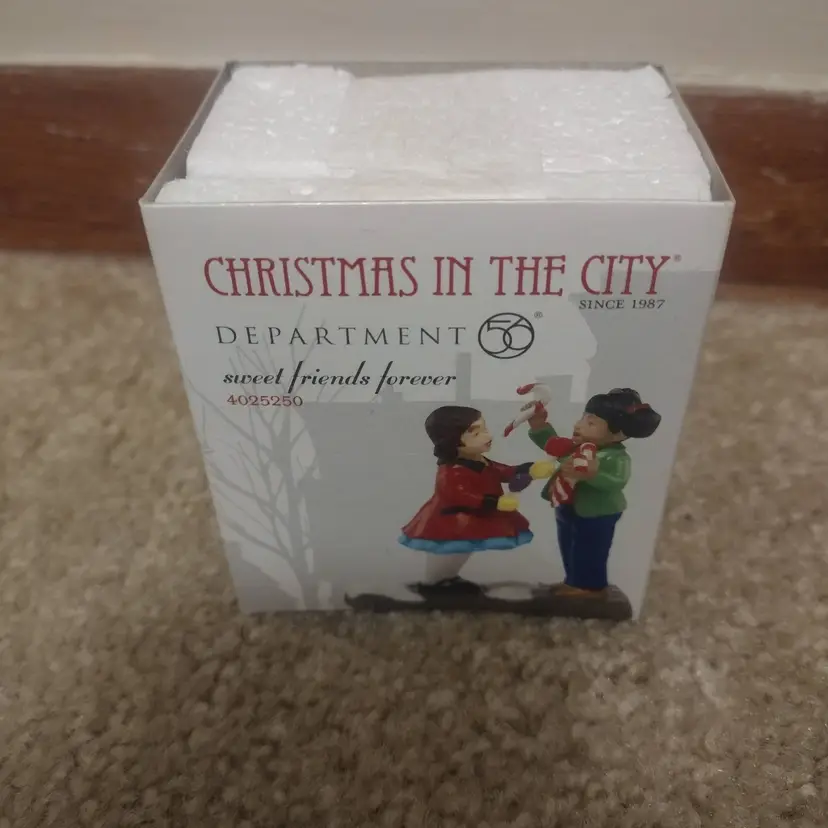 CHRISTMAS IN THE CITY®
SINCE 1987
DEPARTMENT 56®
sweet friends forever
4025250